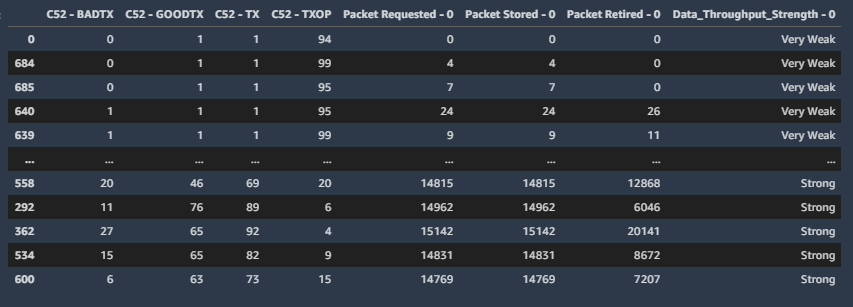 C52 - BADTX C52 - GOODTX C52 - TX C52 - TXOP Packet Requested - 0 Packet Stored - 0 Packet Retired - 0 Data_Throughput_Strength - 0
0 0 1 1 94 0 0 0 Very Weak
684 0 1 1 99 4 4 0 Very Weak
685 0 1 1 95 7 7 0 Very Weak
640 1 1 1 95 24 24 26 Very Weak
639 1 1 1 99 9 9 11 Very Weak
... ... ... ... ... ... ... ... ...
558 20 46 69 20 14815 14815 12868 Strong
292 11 76 89 6 14962 14962 6046 Strong
362 27 65 92 4 15142 15142 20141 Strong
534 15 65 82 9 14831 14831 8672 Strong
600 6 63 73 15 14769 14769 7207 Strong